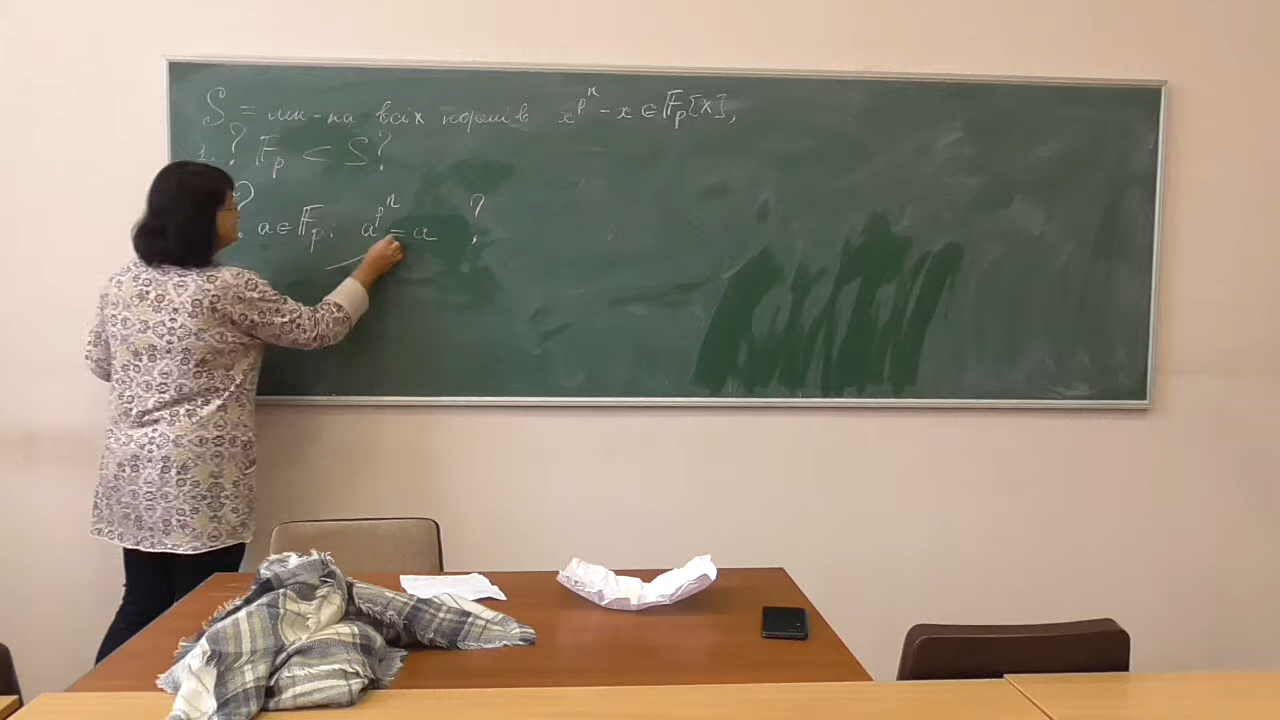 S = мн-на всіх коренів x^{p^n} - x ∈ 𝔽_p[x],
1. ? 𝔽_p < S ?
? a ∈ 𝔽_p : a^{p^n} = a ?